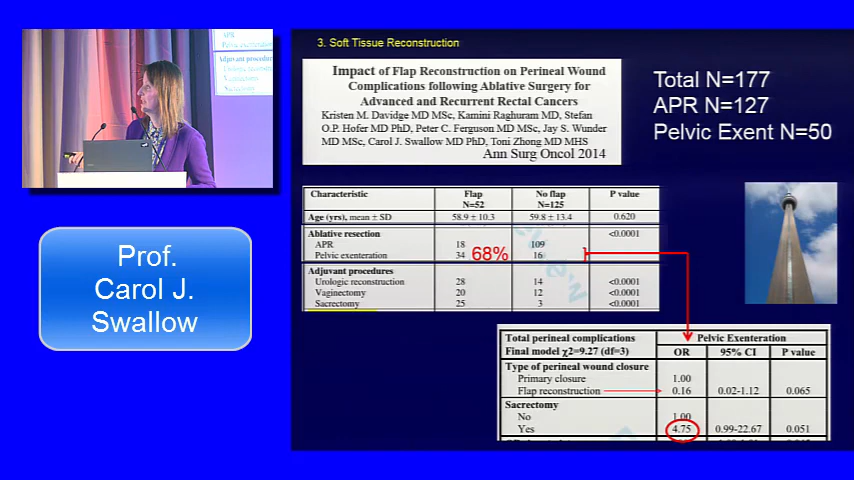 APR
Pelvic exenteration
Adjuvant procedures
Prof.
Carol J.
Swallow
3. Soft Tissue Reconstruction
Impact of Flap Reconstruction on Perineal Wound
Complications following Ablative Surgery for
Advanced and Recurrent Rectal Cancers
Kristen M. Davidge MD MSc, Kamini Raghuram MD, Stefan
O.P. Hofer MD PhD, Peter C. Ferguson MD MSc, Jay S. Wunder
MD MSc, Carol J. Swallow MD PhD, Toni Zhong MD MHS
Ann Surg Oncol 2014
Total N=177
APR N=127
Pelvic Exent N=50
Characteristic Flap No flap P value
N=52 N=125
Age (yrs), mean ± SD 58.9 ± 10.3 59.8 ± 13.4 0.620
Ablative resection <0.0001
APR 18 109
Pelvic exenteration 34 68% 16
Adjuvant procedures
Urologic reconstruction 28 14 <0.0001
Vaginectomy 20 12 <0.0001
Sacrectomy 25 3 <0.0001
Total perineal complications Pelvic Exenteration
Final model χ2=9.27 (df=3) OR 95% CI P value
Type of perineal wound closure
Primary closure 1.00
Flap reconstruction 0.16 0.02-1.12 0.065
Sacrectomy
No 1.00
Yes 4.75 0.99-22.67 0.051